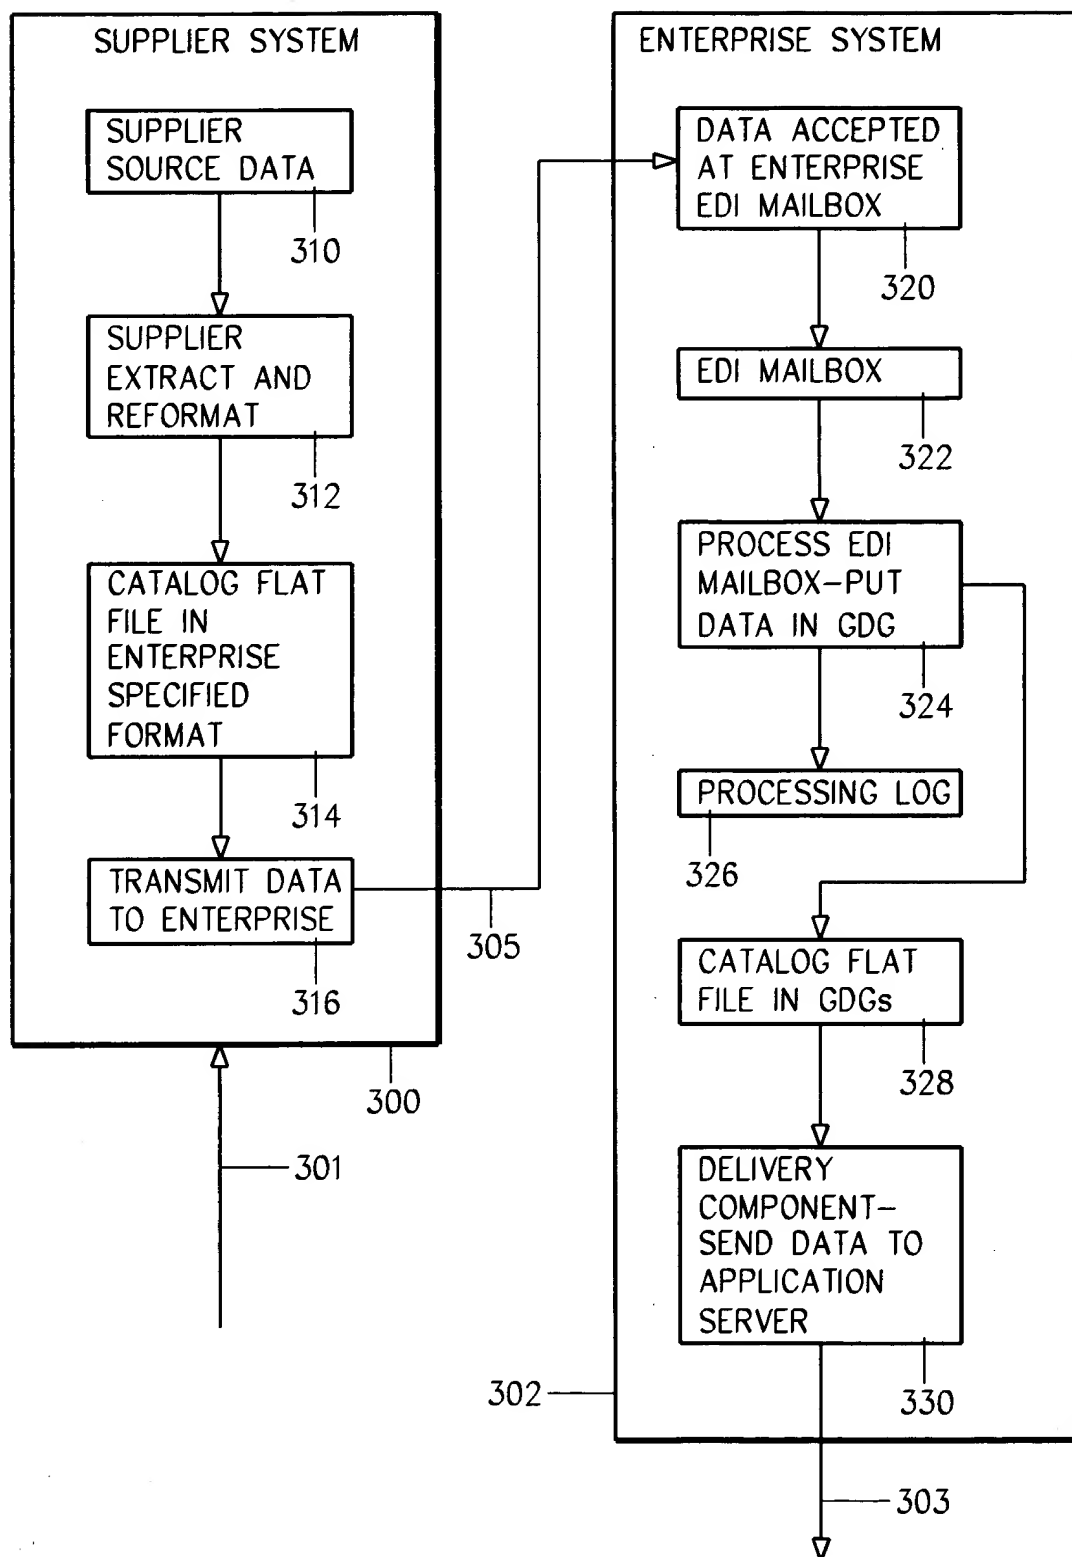 SUPPLIER SYSTEM
SUPPLIER
SOURCE DATA
310
SUPPLIER
EXTRACT AND
REFORMAT
312
CATALOG FLAT
FILE IN
ENTERPRISE
SPECIFIED
FORMAT
314
TRANSMIT DATA
TO ENTERPRISE
316
305
300
301
ENTERPRISE SYSTEM
DATA ACCEPTED
AT ENTERPRISE
EDI MAILBOX
320
EDI MAILBOX
322
PROCESS EDI
MAILBOX-PUT
DATA IN GDG
324
PROCESSING LOG
326
CATALOG FLAT
FILE IN GDGs
328
DELIVERY
COMPONENT-
SEND DATA TO
APPLICATION
SERVER
330
302
303